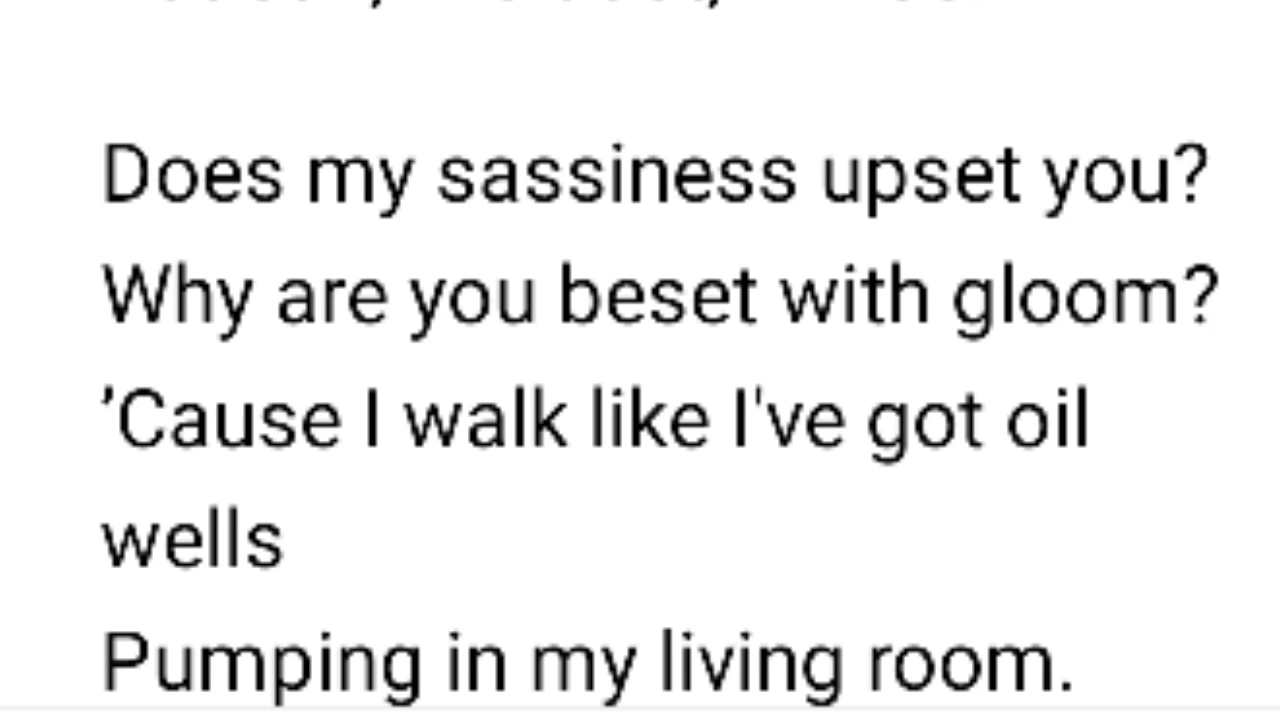 Does my sassiness upset you?
Why are you beset with gloom?
’Cause I walk like I've got oil
wells
Pumping in my living room.